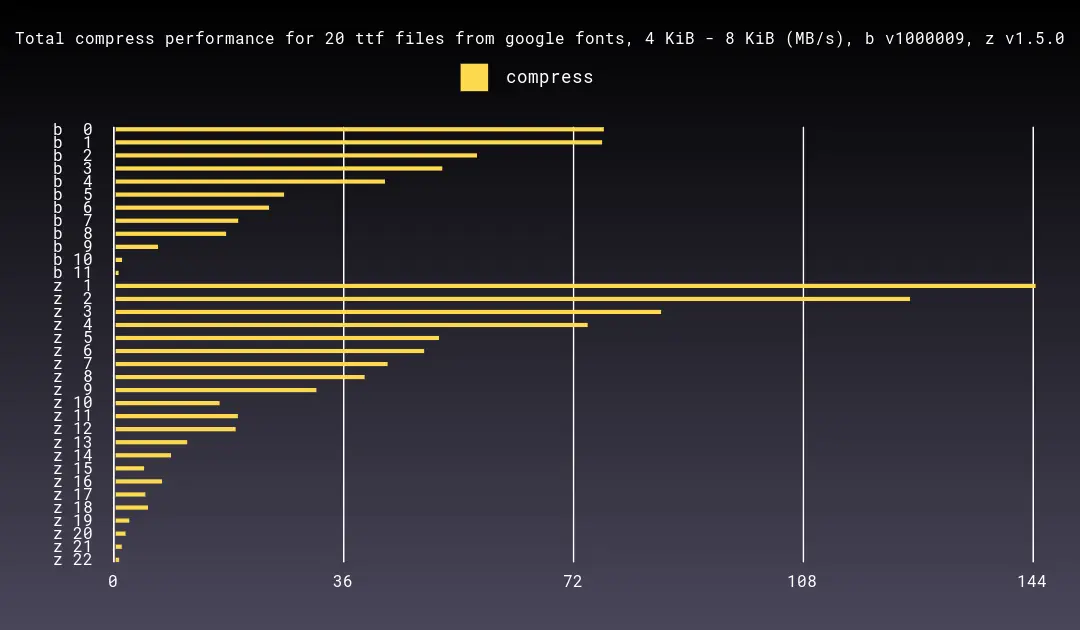 Total compress performance for 20 ttf files from google fonts, 4 KiB - 8 KiB (MB/s), b v1000009, z v1.5.0
compress
b 0
b 1
b 2
b 3
b 4
b 5
b 6
b 7
b 8
b 9
b 10
b 11
z 1
z 2
z 3
z 4
z 5
z 6
z 7
z 8
z 9
z 10
z 11
z 12
z 13
z 14
z 15
z 16
z 17
z 18
z 19
z 20
z 21
z 22
0 36 72 108 144